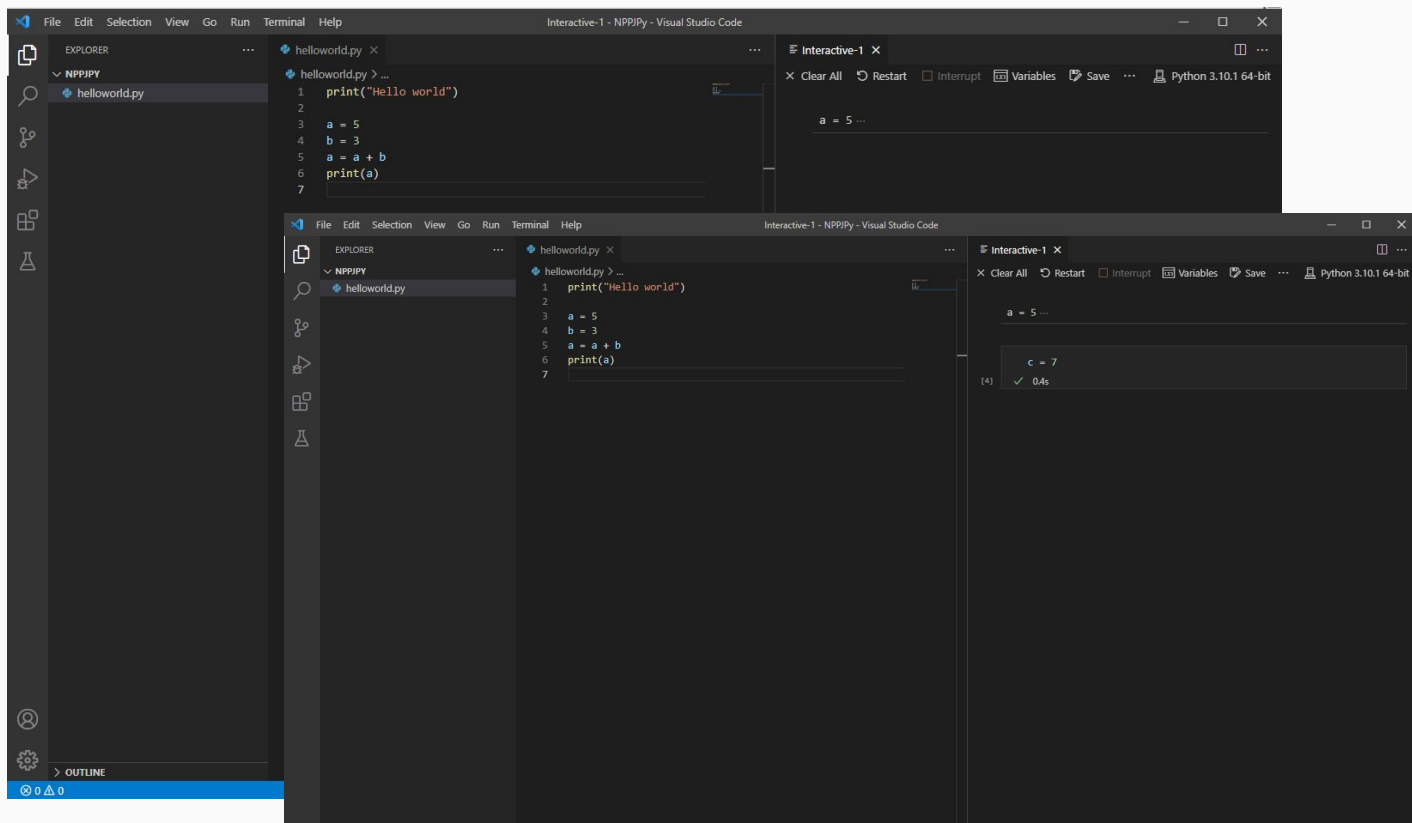 File Edit Selection View Go Run Terminal Help Interactive-1 - NPPJPy - Visual Studio Code
EXPLORER ...
NPPJPY
helloworld.py
OUTLINE
0 0
helloworld.py
helloworld.py > ...
1 print("Hello world")
2
3 a = 5
4 b = 3
5 a = a + b
6 print(a)
7
...
Interactive-1
...
Clear All Restart Interrupt Variables Save ... Python 3.10.1 64-bit
a = 5 ...
File Edit Selection View Go Run Terminal Help Interactive-1 - NPPJPy - Visual Studio Code
EXPLORER ...
NPPJPY
helloworld.py
helloworld.py
helloworld.py > ...
1 print("Hello world")
2
3 a = 5
4 b = 3
5 a = a + b
6 print(a)
7
...
Interactive-1
...
Clear All Restart Interrupt Variables Save ... Python 3.10.1 64-bit
a = 5 ...
c = 7
[4] ✓ 0.4s